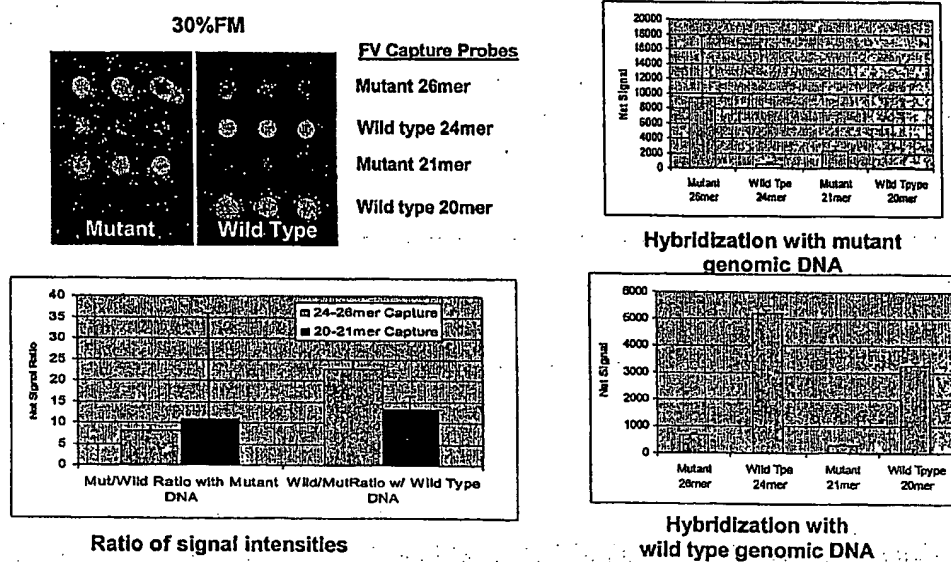 30%FM
FV Capture Probes
Mutant 26mer
Wild type 24mer
Mutant 21mer
Wild type 20mer
Mutant
Wild Type
20000
18000
16000
14000
12000
10000
8000
6000
4000
2000
0
Net Signal
Mutant 26mer
Wild Tpe 24mer
Mutant 21mer
Wild Tpype 20mer
Hybridization with mutant
genomic DNA
40
35
30
25
20
15
10
5
0
Net Signal Ratio
24-26mer Capture
20-21mer Capture
Mut/Wild Ratio with Mutant DNA
Wild/MutRatio w/ Wild Type DNA
Ratio of signal intensities
6000
5000
4000
3000
2000
1000
0
Net Signal
Mutant 26mer
Wild Tpe 24mer
Mutant 21mer
Wild Tpype 20mer
Hybridization with
wild type genomic DNA